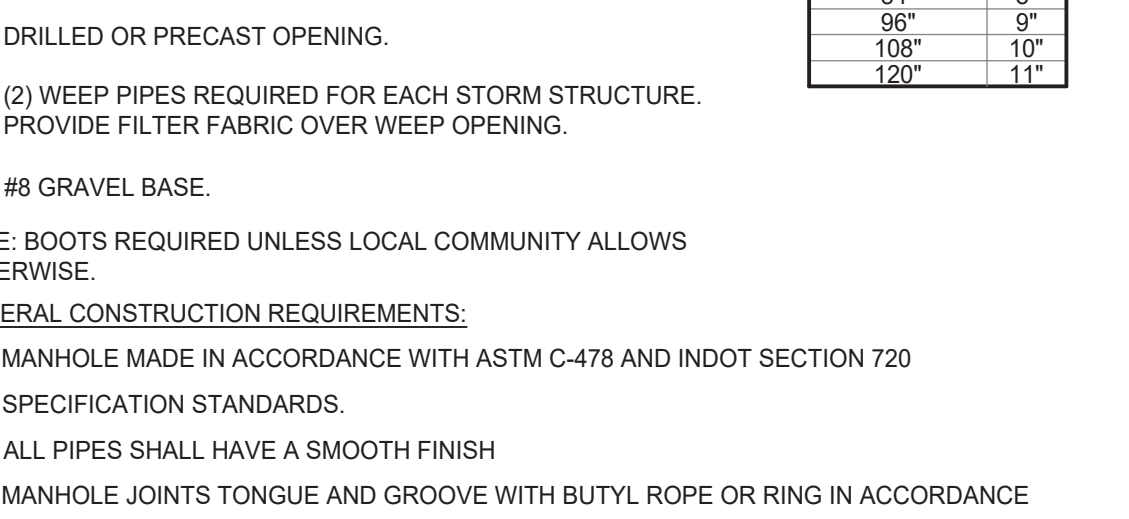 DRILLED OR PRECAST OPENING.
96" 9"
108" 10"
120" 11"
(2) WEEP PIPES REQUIRED FOR EACH STORM STRUCTURE.
PROVIDE FILTER FABRIC OVER WEEP OPENING.
#8 GRAVEL BASE.
E: BOOTS REQUIRED UNLESS LOCAL COMMUNITY ALLOWS
ERWISE.
ERAL CONSTRUCTION REQUIREMENTS:
MANHOLE MADE IN ACCORDANCE WITH ASTM C-478 AND INDOT SECTION 720
SPECIFICATION STANDARDS.
ALL PIPES SHALL HAVE A SMOOTH FINISH
MANHOLE JOINTS TONGUE AND GROOVE WITH BUTYL ROPE OR RING IN ACCORDANCE